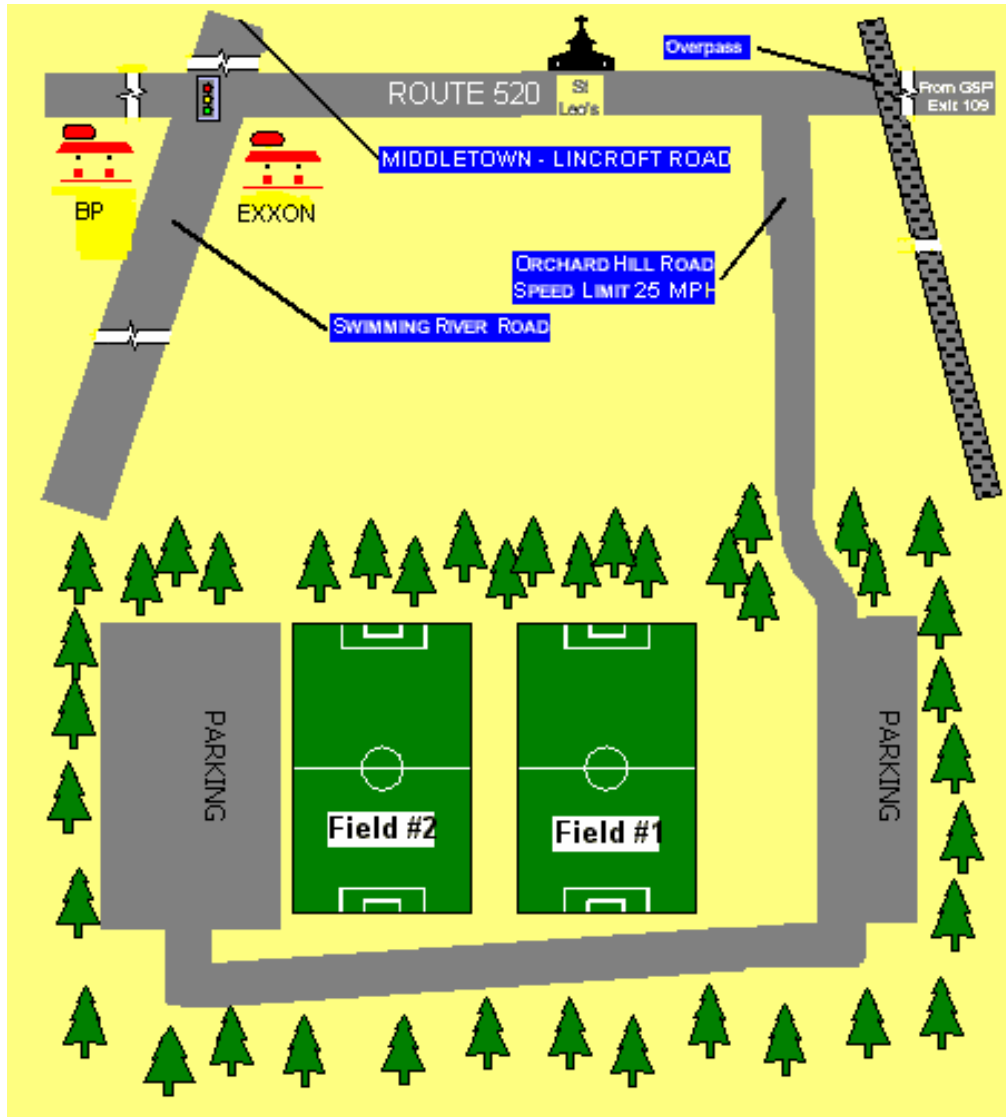 Overpass
ROUTE 520
St
Leo's
From GSP
Exit 109
MIDDLETOWN - LINCROFT ROAD
BP
EXXON
ORCHARD HILL ROAD
SPEED LIMIT 25 MPH
SWIMMING RIVER ROAD
PARKING
PARKING
Field #2
Field #1